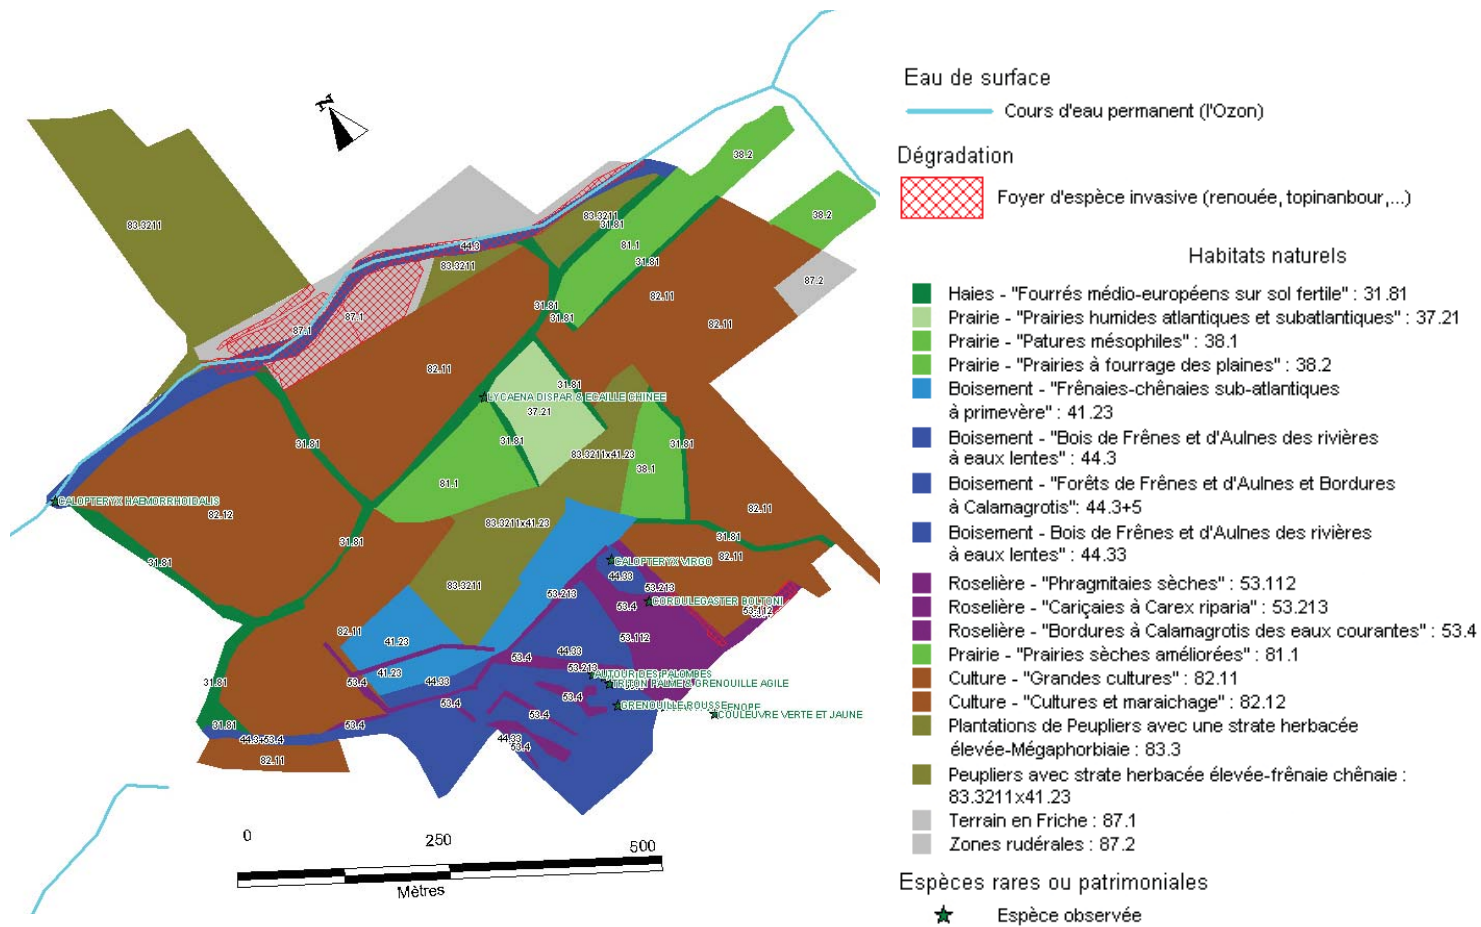 N
83.3211
38.2
38.2
83.3211
31.81
44.3
81.1
83.3211
31.81
87.2
82.11
87.1
87.1
31.81
31.81
82.11
82.11
31.81
LYCAENA DISPAR & ECAILLE CHINEE
37.21
31.81
31.81
31.81
83.3211x41.23
38.1
81.1
CALOPTERYX HAEMORRHOIDALIS
82.12
82.11
83.3211x41.23
31.81
31.81
82.11
31.81
CALOPTERYX VIRGO
44.33
83.3211
53.213
53.213
CORDULEGASTER BOLTONI
53.4
53.112
82.11
41.23
53.112
44.33
53.4
53.213
41.23
AUTOUR DES PALOMBES
31.81
53.4
44.33
TRITON PALME & GRENOUILLE AGILE
53.4
53.4
GRENOUILLE ROUSSE
53.4
COULEUVRE VERTE ET JAUNE
31.81
53.4
44.3+53.4
44.33
53.4
82.11
0
250
500
Mètres
Eau de surface
Cours d'eau permanent (l'Ozon)
Dégradation
Foyer d'espèce invasive (renouée, topinanbour,...)
Habitats naturels
Haies - "Fourrés médio-européens sur sol fertile" : 31.81
Prairie - "Prairies humides atlantiques et subatlantiques" : 37.21
Prairie - "Patures mésophiles" : 38.1
Prairie - "Prairies à fourrage des plaines" : 38.2
Boisement - "Frênaies-chênaies sub-atlantiques
à primevère" : 41.23
Boisement - "Bois de Frênes et d'Aulnes des rivières
à eaux lentes" : 44.3
Boisement - "Forêts de Frênes et d'Aulnes et Bordures
à Calamagrotis": 44.3+5
Boisement - Bois de Frênes et d'Aulnes des rivières
à eaux lentes" : 44.33
Roselière - "Phragmitaies sèches" : 53.112
Roselière - "Cariçaies à Carex riparia" : 53.213
Roselière - "Bordures à Calamagrotis des eaux courantes" : 53.4
Prairie - "Prairies sèches améliorées" : 81.1
Culture - "Grandes cultures" : 82.11
Culture - "Cultures et maraichage" : 82.12
Plantations de Peupliers avec une strate herbacée
élevée-Mégaphorbiaie : 83.3
Peupliers avec strate herbacée élevée-frênaie chênaie :
83.3211x41.23
Terrain en Friche : 87.1
Zones rudérales : 87.2
Espèces rares ou patrimoniales
Espèce observée